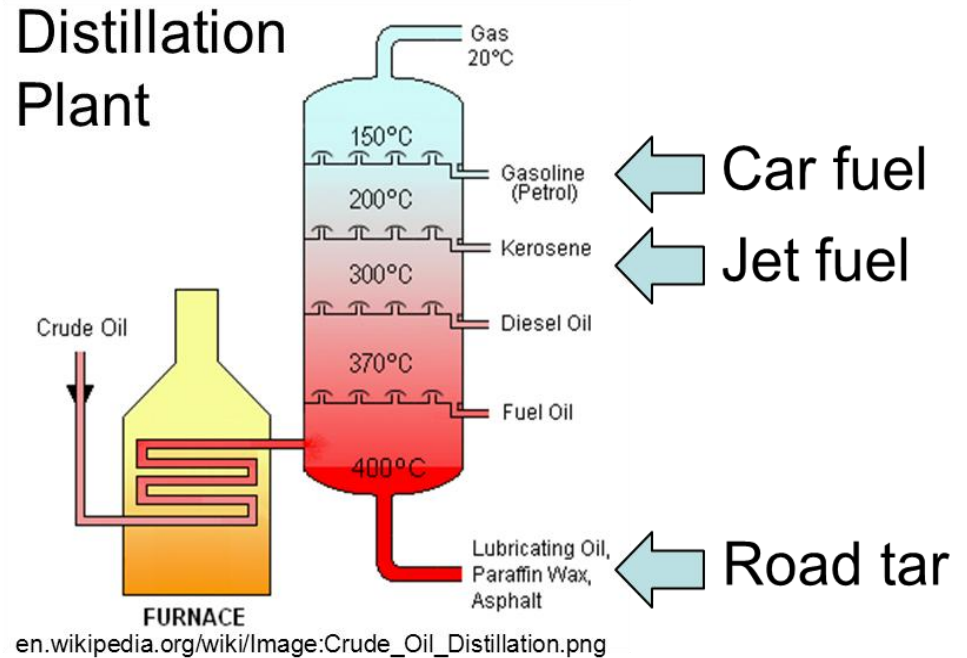 Distillation
Plant
Gas
20°C
150°C
Gasoline
(Petrol)
Car fuel
200°C
Kerosene
Jet fuel
300°C
Diesel Oil
Crude Oil
370°C
Fuel Oil
400°C
Lubricating Oil,
Paraffin Wax,
Asphalt
Road tar
FURNACE
en.wikipedia.org/wiki/Image:Crude_Oil_Distillation.png